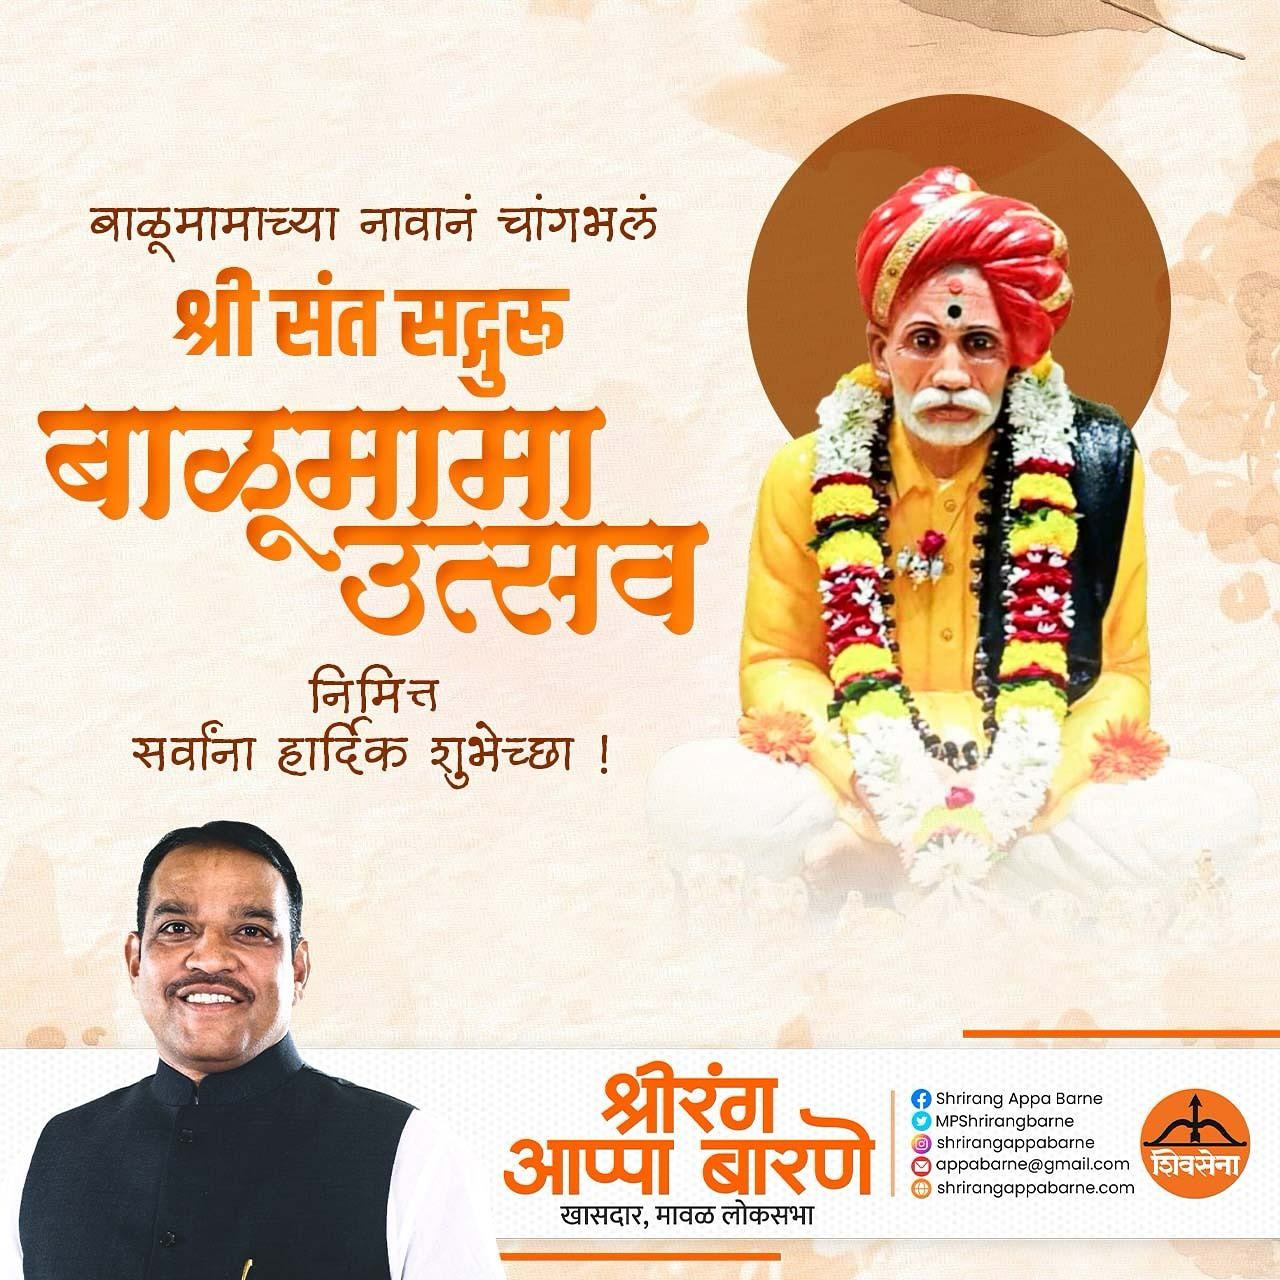 बाळूमामाच्या नावानं चांगभलं
श्री संत सद्गुरू
बाळूमामा
उत्सव
निमित्त
सर्वांना हार्दिक शुभेच्छा !
श्रीरंग
आप्पा बारणे
खासदार, मावळ लोकसभा
Shrirang Appa Barne
MPShrirangbarne
shrirangappabarne
appabarne@gmail.com
shrirangappabarne.com
शिवसेना